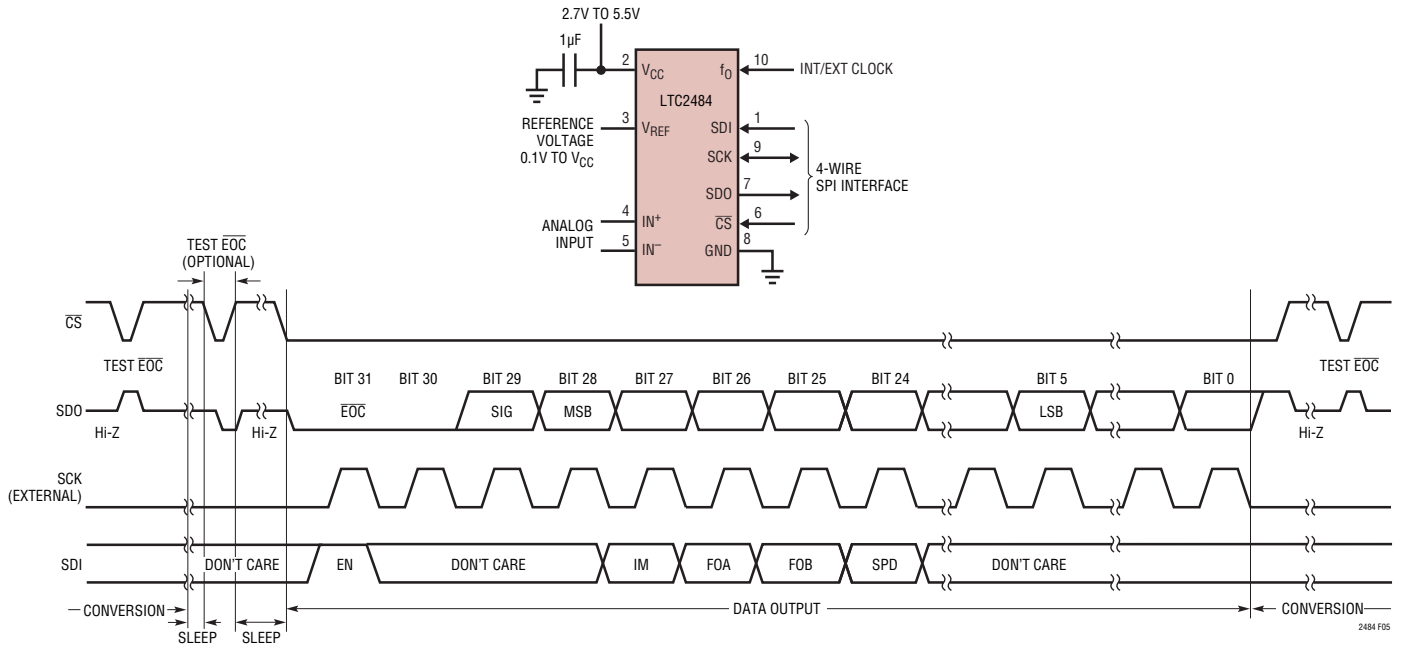 2.7V TO 5.5V
1µF
2 VCC
fO 10 INT/EXT CLOCK
LTC2484
REFERENCE
VOLTAGE
0.1V TO VCC
3 VREF
SDI 1
SCK 9
SDO 7
CS 6
4-WIRE
SPI INTERFACE
ANALOG
INPUT
4 IN+
5 IN–
GND 8
TEST EOC
(OPTIONAL)
CS
TEST EOC
TEST EOC
BIT 31 BIT 30 BIT 29 BIT 28 BIT 27 BIT 26 BIT 25 BIT 24 BIT 5 BIT 0
SDO EOC SIG MSB LSB
Hi-Z Hi-Z Hi-Z
SCK
(EXTERNAL)
SDI DON'T CARE EN DON'T CARE IM FOA FOB SPD DON'T CARE
CONVERSION DATA OUTPUT CONVERSION
SLEEP SLEEP
2484 F05